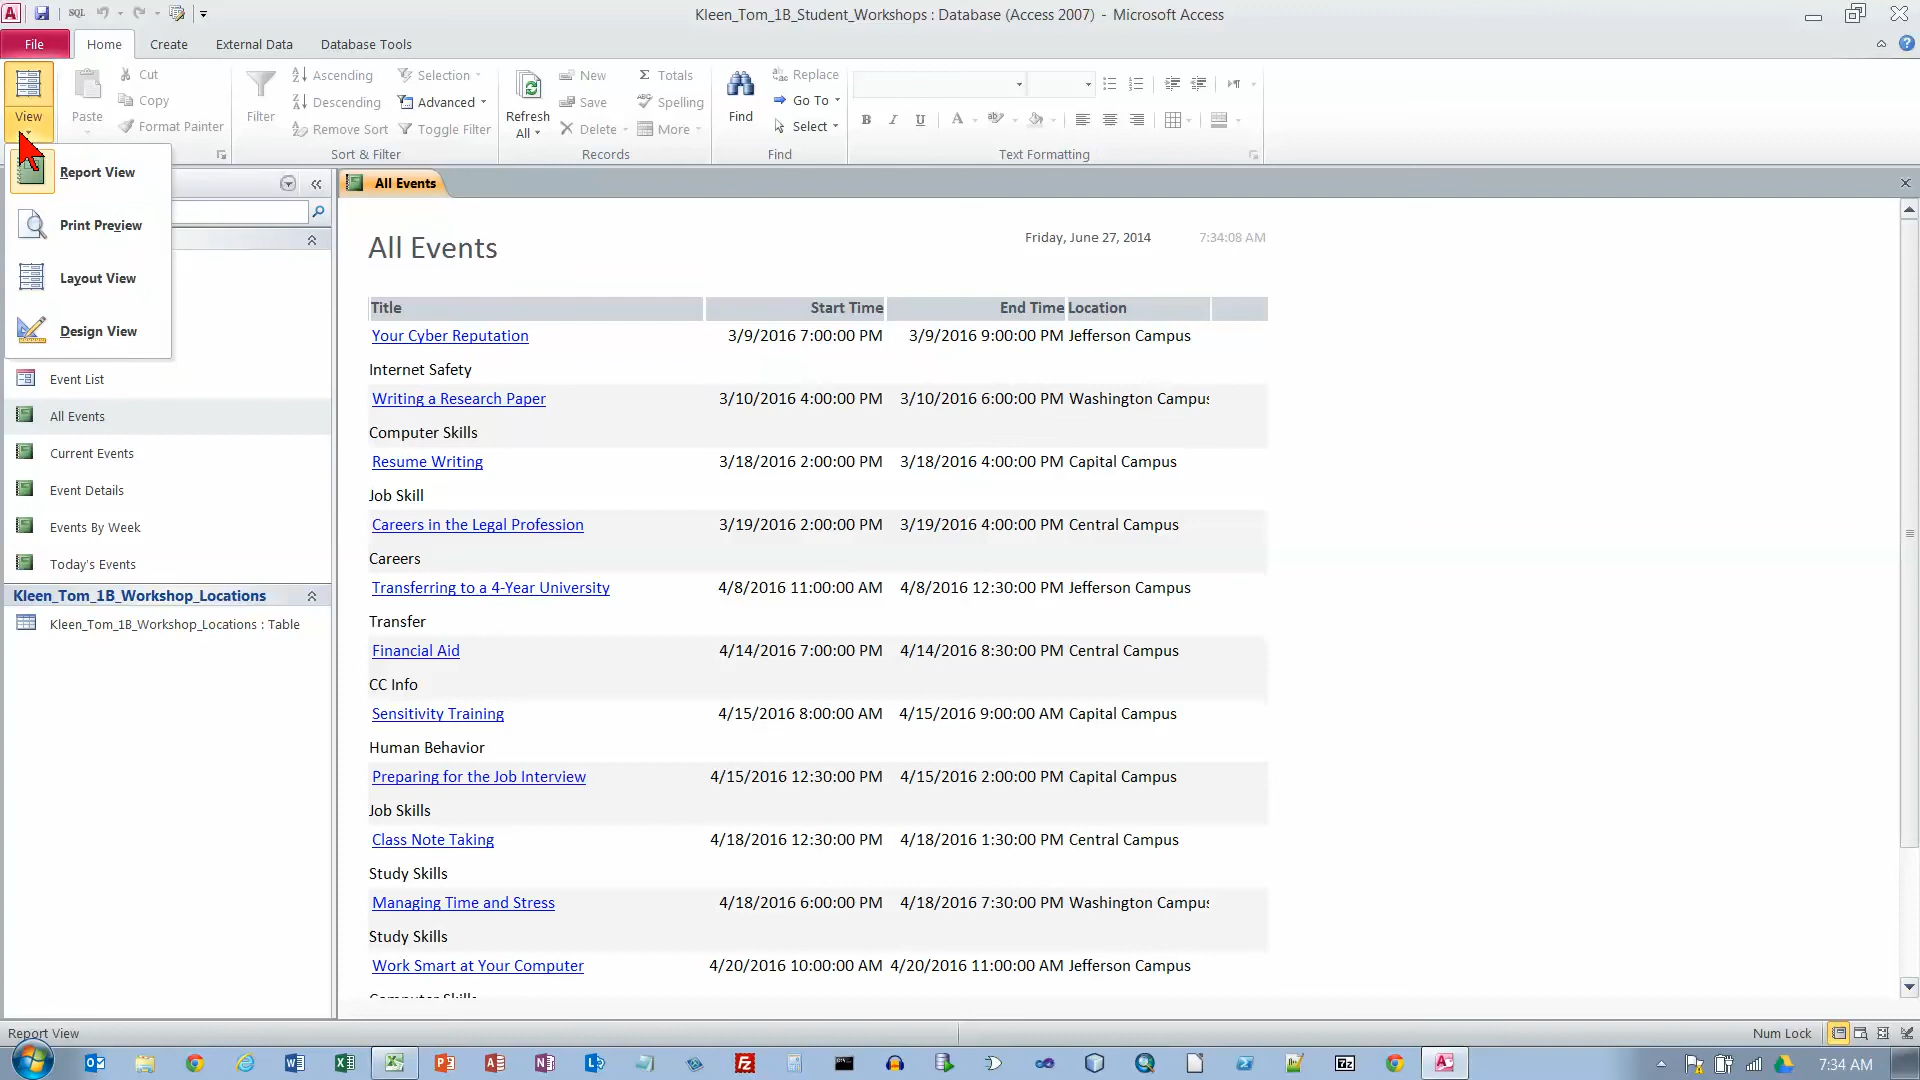 SQL
Kleen_Tom_1B_Student_Workshops : Database (Access 2007) - Microsoft Access
File Home Create External Data Database Tools
View
Paste
Cut
Copy
Format Painter
Filter
Ascending
Descending
Remove Sort
Selection
Advanced
Toggle Filter
Sort & Filter
Refresh All
New
Save
Delete
Totals
Spelling
More
Records
Find
Replace
Go To
Select
Find
B I U A
Text Formatting
Report View
Print Preview
Layout View
Design View
Event List
All Events
Current Events
Event Details
Events By Week
Today's Events
Kleen_Tom_1B_Workshop_Locations
Kleen_Tom_1B_Workshop_Locations : Table
All Events
All Events
Friday, June 27, 2014 7:34:08 AM
Title Start Time End Time Location
Your Cyber Reputation 3/9/2016 7:00:00 PM 3/9/2016 9:00:00 PM Jefferson Campus
Internet Safety
Writing a Research Paper 3/10/2016 4:00:00 PM 3/10/2016 6:00:00 PM Washington Campus
Computer Skills
Resume Writing 3/18/2016 2:00:00 PM 3/18/2016 4:00:00 PM Capital Campus
Job Skill
Careers in the Legal Profession 3/19/2016 2:00:00 PM 3/19/2016 4:00:00 PM Central Campus
Careers
Transferring to a 4-Year University 4/8/2016 11:00:00 AM 4/8/2016 12:30:00 PM Jefferson Campus
Transfer
Financial Aid 4/14/2016 7:00:00 PM 4/14/2016 8:30:00 PM Central Campus
CC Info
Sensitivity Training 4/15/2016 8:00:00 AM 4/15/2016 9:00:00 AM Capital Campus
Human Behavior
Preparing for the Job Interview 4/15/2016 12:30:00 PM 4/15/2016 2:00:00 PM Capital Campus
Job Skills
Class Note Taking 4/18/2016 12:30:00 PM 4/18/2016 1:30:00 PM Central Campus
Study Skills
Managing Time and Stress 4/18/2016 6:00:00 PM 4/18/2016 7:30:00 PM Washington Campus
Study Skills
Work Smart at Your Computer 4/20/2016 10:00:00 AM 4/20/2016 11:00:00 AM Jefferson Campus
Computer Skills
Report View
Num Lock
7:34 AM